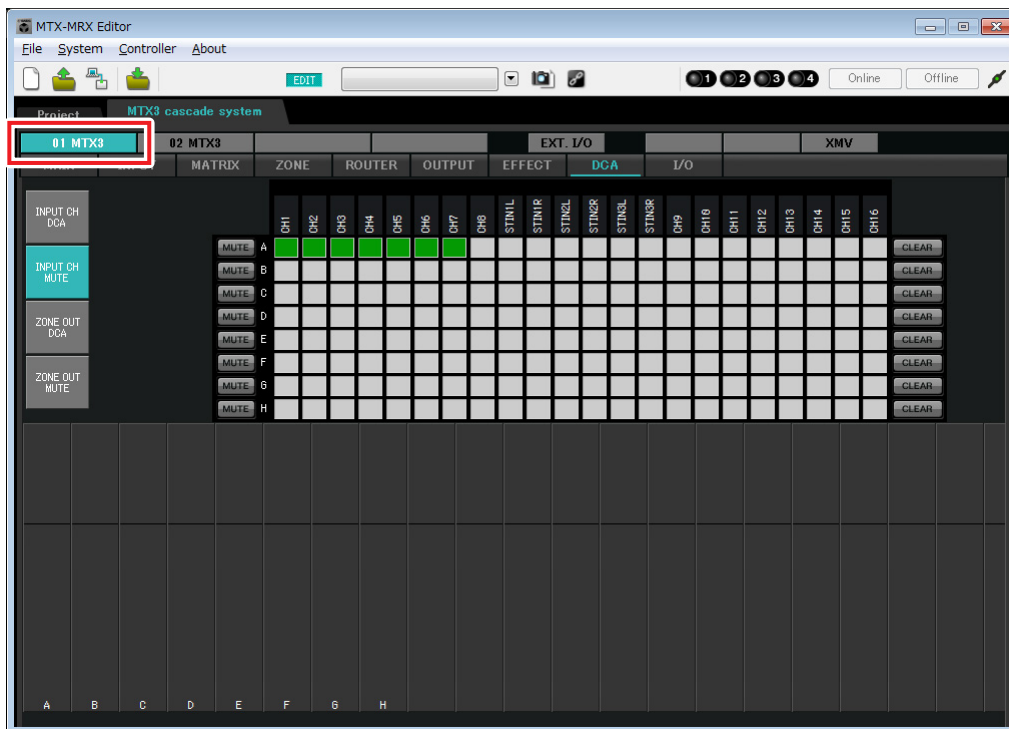 MTX-MRX Editor
File System Controller About
EDIT 1 2 3 4 Online Offline
Project MTX3 cascade system
01 MTX3 02 MTX3 EXT. I/O XMV
MATRIX ZONE ROUTER OUTPUT EFFECT DCA I/O
CH1 CH2 CH3 CH4 CH5 CH6 CH7 CH8 STIN1L STIN1R STIN2L STIN2R STIN3L STIN3R CH9 CH10 CH11 CH12 CH13 CH14 CH15 CH16
INPUT CH
DCA
MUTE A CLEAR
INPUT CH
MUTE
MUTE B CLEAR
MUTE C CLEAR
ZONE OUT
DCA
MUTE D CLEAR
MUTE E CLEAR
MUTE F CLEAR
ZONE OUT
MUTE
MUTE G CLEAR
MUTE H CLEAR
A B C D E F G H